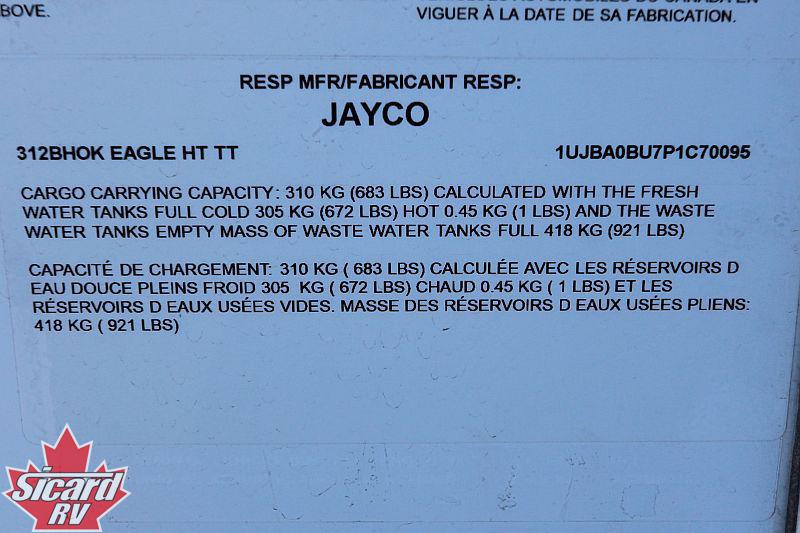 BOVE.
VIGUER À LA DATE DE SA FABRICATION.
RESP MFR/FABRICANT RESP:
JAYCO
312BHOK EAGLE HT TT 1UJBA0BU7P1C70095
CARGO CARRYING CAPACITY: 310 KG (683 LBS) CALCULATED WITH THE FRESH
WATER TANKS FULL COLD 305 KG (672 LBS) HOT 0.45 KG (1 LBS) AND THE WASTE
WATER TANKS EMPTY MASS OF WASTE WATER TANKS FULL 418 KG (921 LBS)
CAPACITÉ DE CHARGEMENT: 310 KG ( 683 LBS) CALCULÉE AVEC LES RÉSERVOIRS D
EAU DOUCE PLEINS FROID 305 KG ( 672 LBS) CHAUD 0.45 KG ( 1 LBS) ET LES
RÉSERVOIRS D EAUX USÉES VIDES. MASSE DES RÉSERVOIRS D EAUX USÉES PLIENS:
418 KG ( 921 LBS)
Sicard
RV